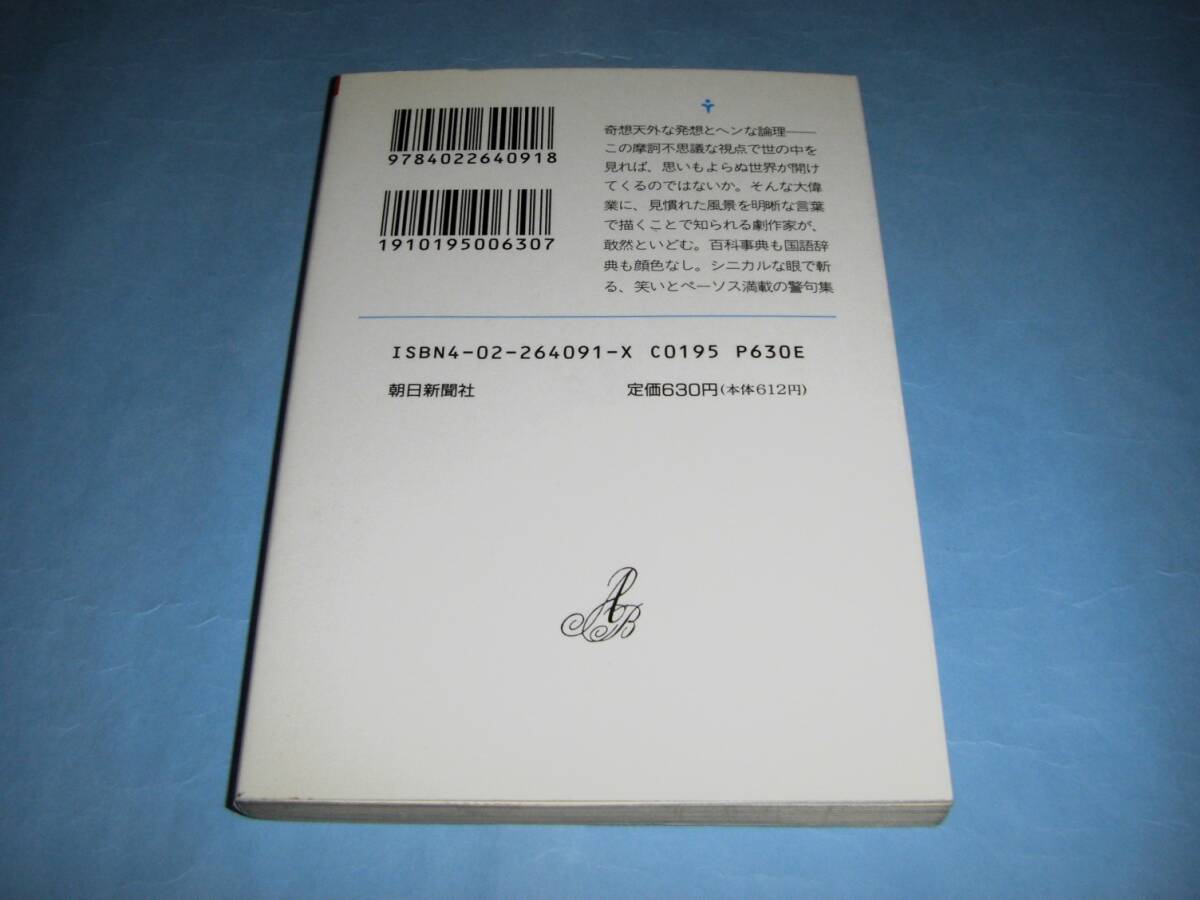 9784022640918
1910195006307
奇想天外な発想とヘンな論理——
この摩訶不思議な視点で世の中を
見れば、思いもよらぬ世界が開け
てくるのではないか。そんな大偉
業に、見慣れた風景を明晰な言葉
で描くことで知られる劇作家が、
敢然といどむ。百科事典も国語辞
典も顔色なし。シニカルな眼で斬
る、笑いとペーソス満載の警句集
ISBN4-02-264091-X C0195 P630E
朝日新聞社 定価630円(本体612円)
AB